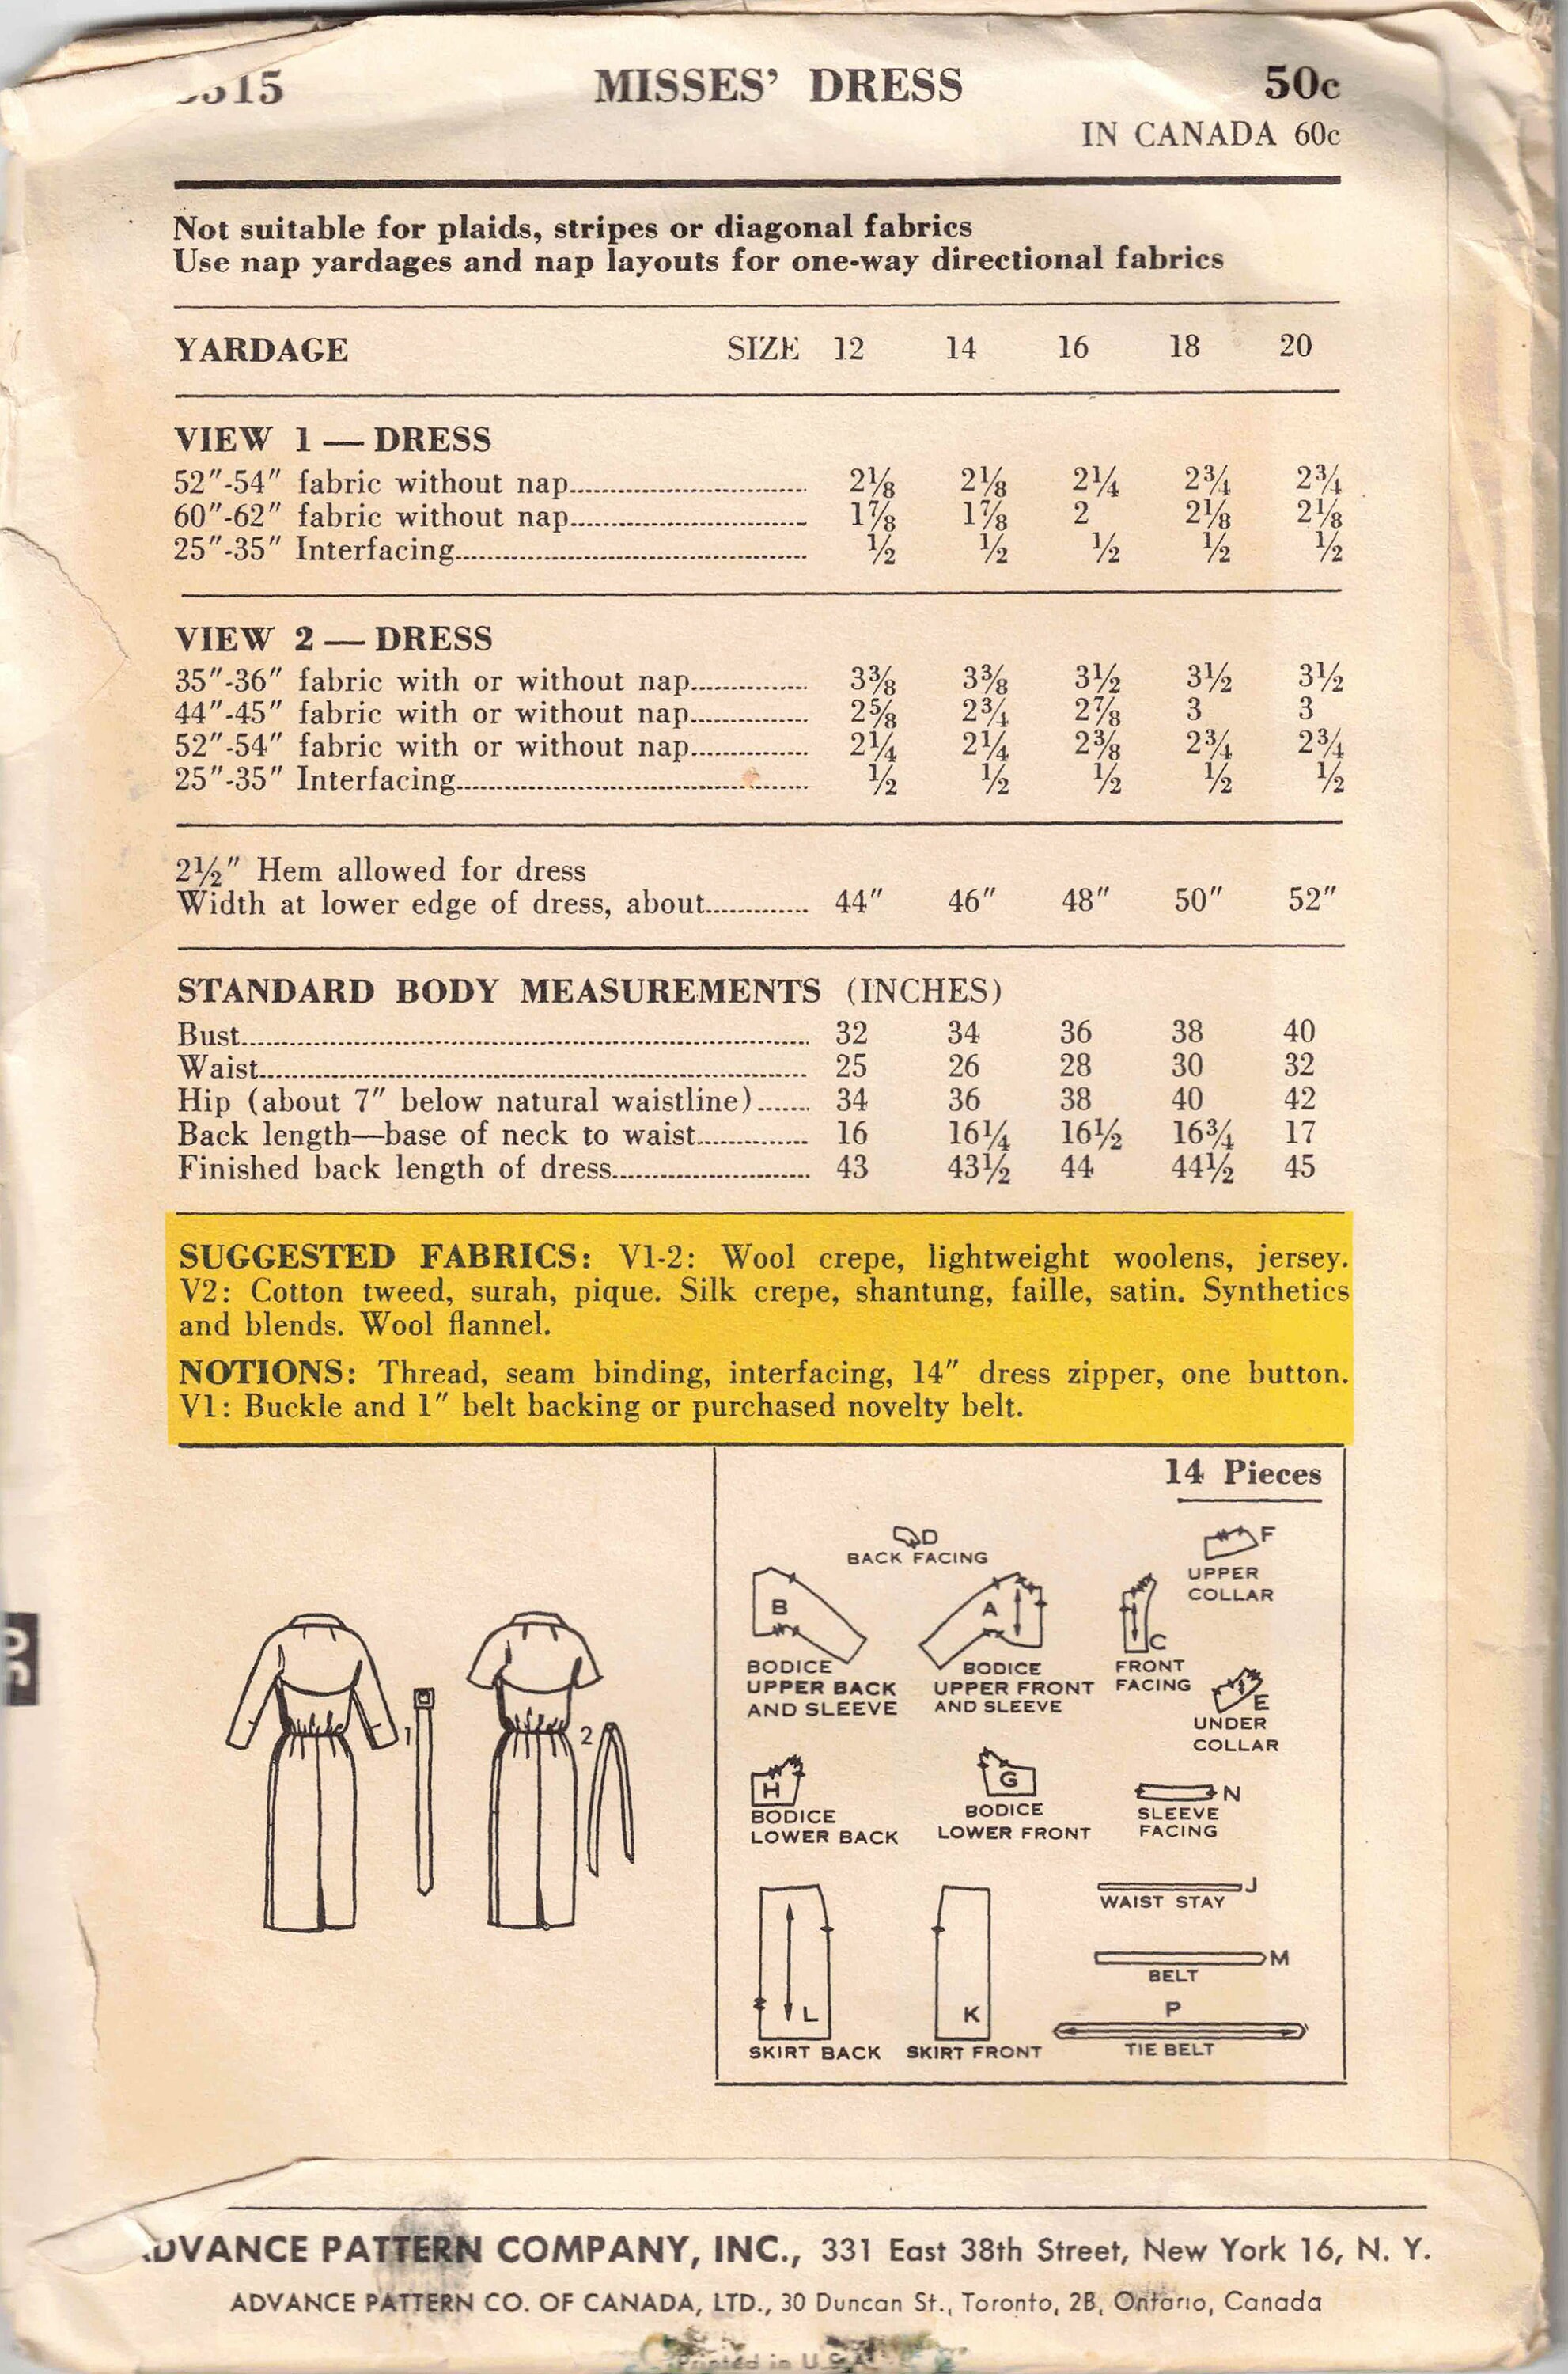 515 MISSES' DRESS 50c
IN CANADA 60c
Not suitable for plaids, stripes or diagonal fabrics
Use nap yardages and nap layouts for one-way directional fabrics
YARDAGE SIZE 12 14 16 18 20
VIEW 1 — DRESS
52"-54" fabric without nap 2⅛ 2⅛ 2¼ 2¾ 2¾
60"-62" fabric without nap 1⅞ 1⅞ 2 2⅛ 2⅛
25"-35" Interfacing ½ ½ ½ ½ ½
VIEW 2 — DRESS
35"-36" fabric with or without nap 3⅜ 3⅜ 3½ 3½ 3½
44"-45" fabric with or without nap 2⅝ 2¾ 2⅞ 3 3
52"-54" fabric with or without nap 2¼ 2¼ 2⅜ 2¾ 2¾
25"-35" Interfacing ½ ½ ½ ½ ½
2½" Hem allowed for dress
Width at lower edge of dress, about 44" 46" 48" 50" 52"
STANDARD BODY MEASUREMENTS (INCHES)
Bust 32 34 36 38 40
Waist 25 26 28 30 32
Hip (about 7" below natural waistline) 34 36 38 40 42
Back length—base of neck to waist 16 16¼ 16½ 16¾ 17
Finished back length of dress 43 43½ 44 44½ 45
SUGGESTED FABRICS: V1-2: Wool crepe, lightweight woolens, jersey.
V2: Cotton tweed, surah, pique. Silk crepe, shantung, faille, satin. Synthetics
and blends. Wool flannel.
NOTIONS: Thread, seam binding, interfacing, 14" dress zipper, one button.
V1: Buckle and 1" belt backing or purchased novelty belt.
14 Pieces
1
2
D
BACK FACING
F
UPPER
COLLAR
B
BODICE
UPPER BACK
AND SLEEVE
A
BODICE
UPPER FRONT
AND SLEEVE
C
FRONT
FACING
E
UNDER
COLLAR
H
BODICE
LOWER BACK
G
BODICE
LOWER FRONT
N
SLEEVE
FACING
L
SKIRT BACK
K
SKIRT FRONT
J
WAIST STAY
M
BELT
P
TIE BELT
ADVANCE PATTERN COMPANY, INC., 331 East 38th Street, New York 16, N. Y.
ADVANCE PATTERN CO. OF CANADA, LTD., 30 Duncan St., Toronto, 2B, Ontario, Canada
Printed in U.S.A.